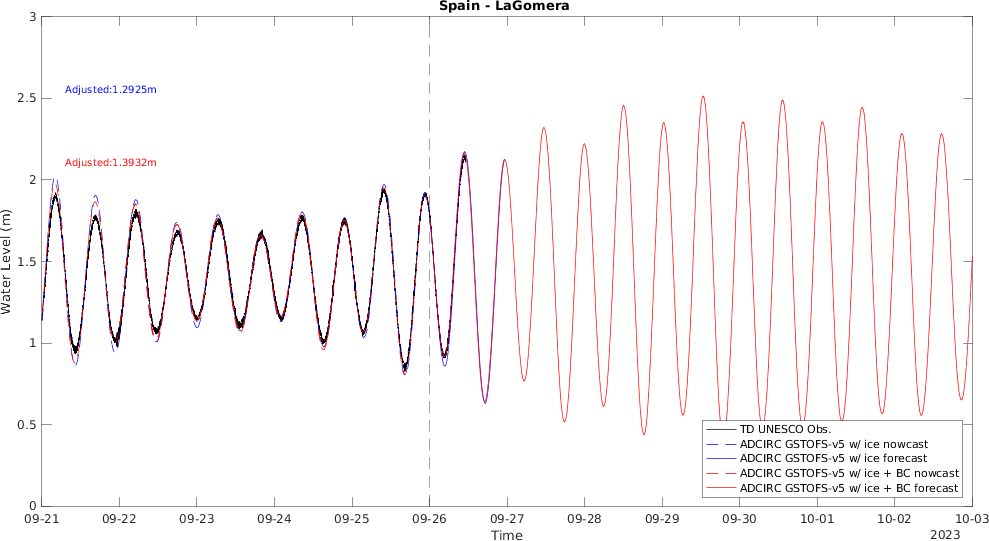 Spain - LaGomera
3
2.5
2
1.5
1
0.5
0
Water Level (m)
Adjusted:1.2925m
Adjusted:1.3932m
TD UNESCO Obs.
ADCIRC GSTOFS-v5 w/ ice nowcast
ADCIRC GSTOFS-v5 w/ ice forecast
ADCIRC GSTOFS-v5 w/ ice + BC nowcast
ADCIRC GSTOFS-v5 w/ ice + BC forecast
09-21 09-22 09-23 09-24 09-25 09-26 09-27 09-28 09-29 09-30 10-01 10-02 10-03
Time
2023